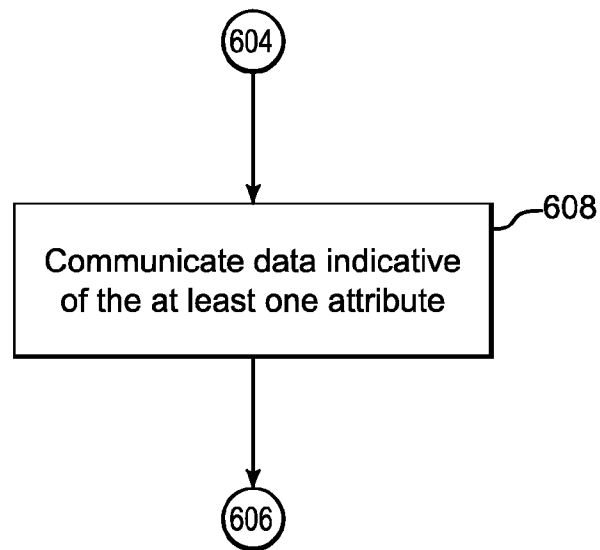 604
608
Communicate data indicative
of the at least one attribute
606